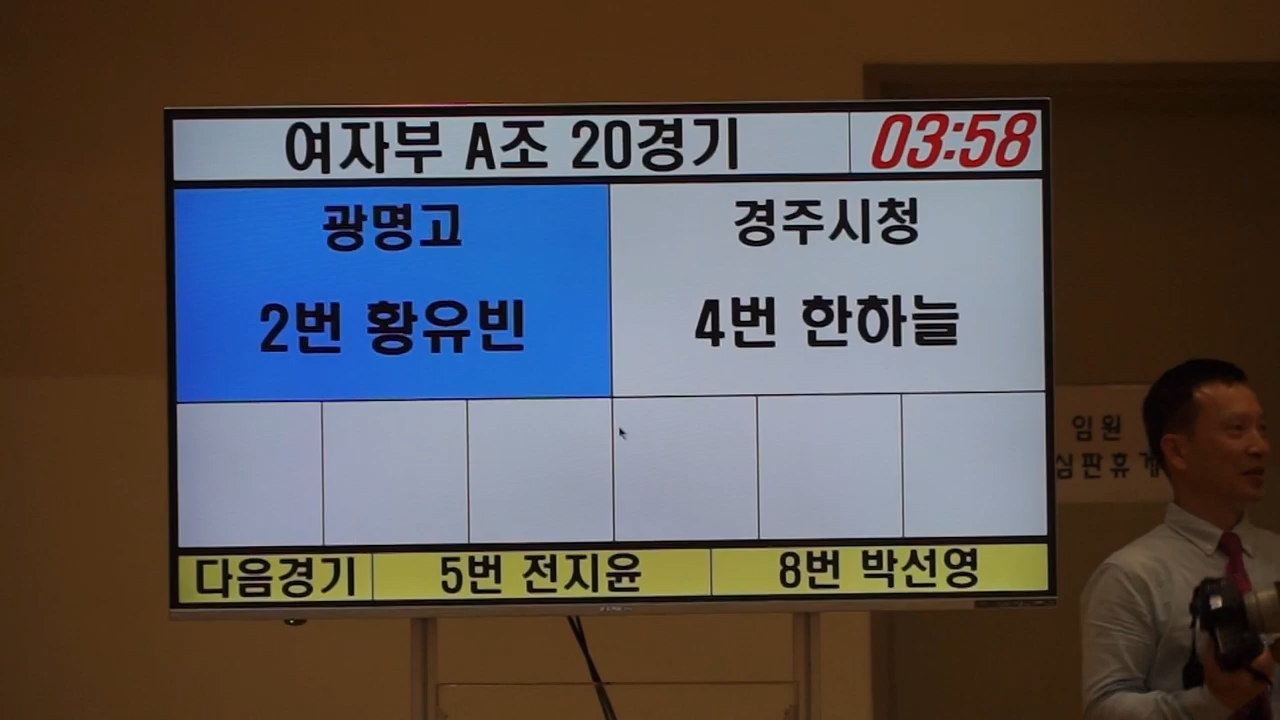 여자부 A조 20경기 03:58
광명고 경주시청
2번 황유빈 4번 한하늘
다음경기 5번 전지윤 8번 박선영
임원
심판휴게